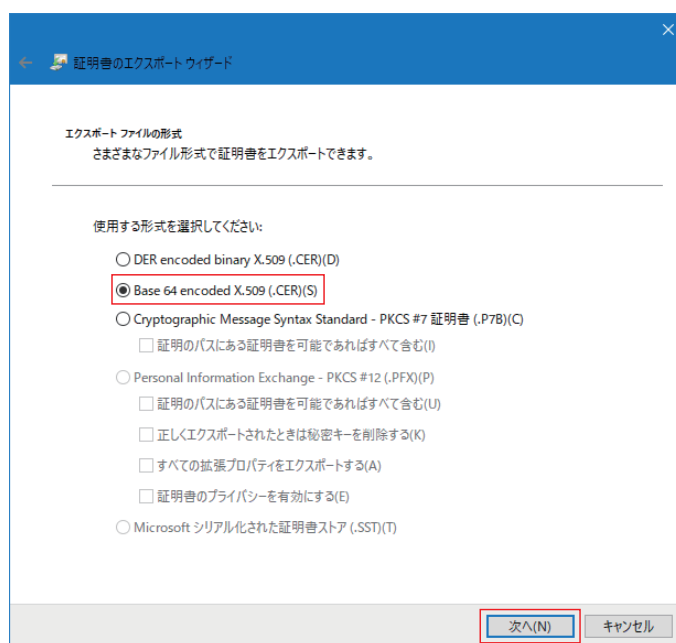 証明書のエクスポート ウィザード
エクスポート ファイルの形式
さまざまなファイル形式で証明書をエクスポートできます。
使用する形式を選択してください:
DER encoded binary X.509 (.CER)(D)
Base 64 encoded X.509 (.CER)(S)
Cryptographic Message Syntax Standard - PKCS #7 証明書 (.P7B)(C)
証明のパスにある証明書を可能であればすべて含む(I)
Personal Information Exchange - PKCS #12 (.PFX)(P)
証明のパスにある証明書を可能であればすべて含む(U)
正しくエクスポートされたときは秘密キーを削除する(K)
すべての拡張プロパティをエクスポートする(A)
証明書のプライバシーを有効にする(E)
Microsoft シリアル化された証明書ストア (.SST)(T)
次へ(N)
キャンセル